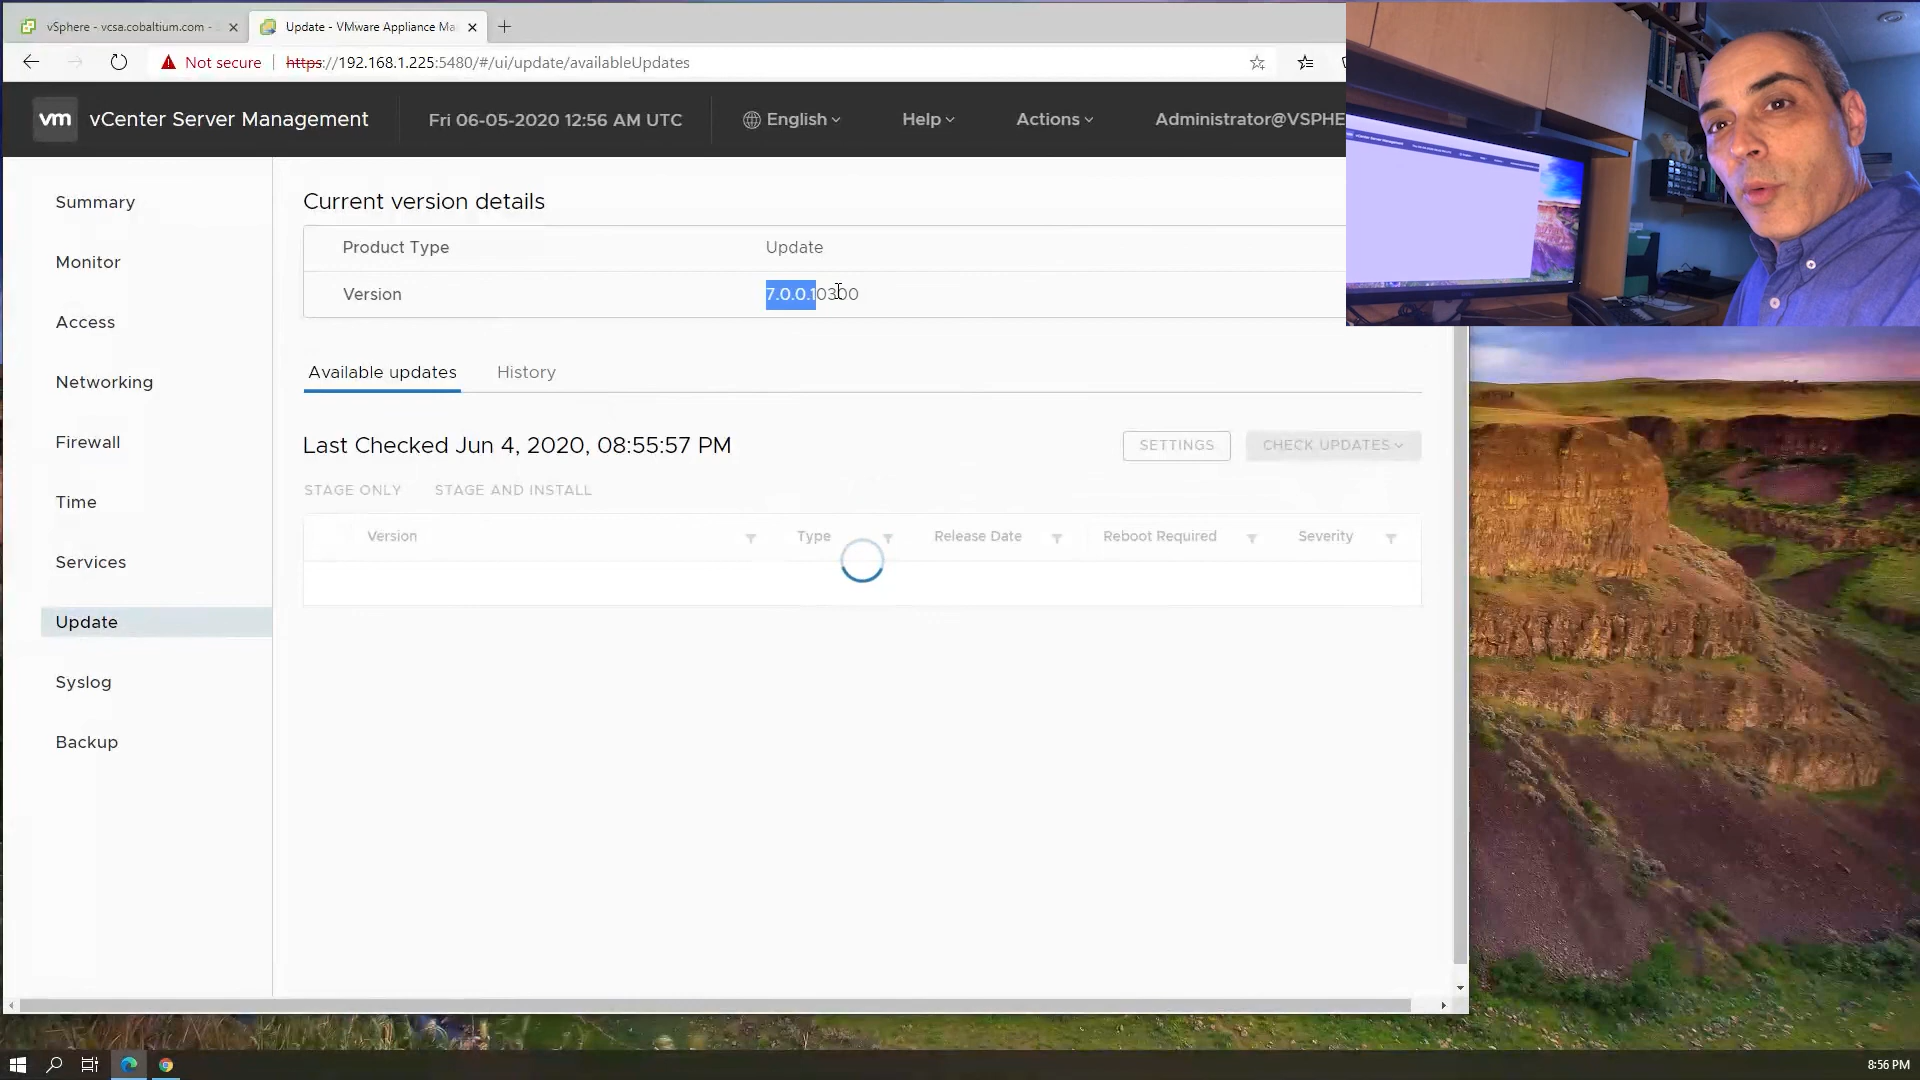 vSphere - vcsa.cobaltium.com -
Update - VMware Appliance Ma
Not secure
https://192.168.1.225:5480/#/ui/update/availableUpdates
vm
vCenter Server Management
Fri 06-05-2020 12:56 AM UTC
English
Help
Actions
Administrator@VSPHE
Summary
Monitor
Access
Networking
Firewall
Time
Services
Update
Syslog
Backup
Current version details
Product Type
Update
Version
7.0.0.10300
Available updates
History
Last Checked Jun 4, 2020, 08:55:57 PM
SETTINGS
CHECK UPDATES
STAGE ONLY
STAGE AND INSTALL
Version
Type
Release Date
Reboot Required
Severity
8:56 PM